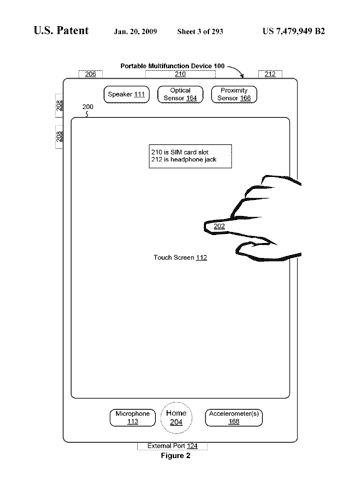 U.S. Patent Jan. 20, 2009 Sheet 3 of 293 US 7,479,949 B2
Portable Multifunction Device 100
206 210 212
Speaker 111
Optical
Sensor 164
Proximity
Sensor 166
208
200
208
210 is SIM card slot
212 is headphone jack
202
Touch Screen 112
Microphone
113
Home
204
Accelerometer(s)
168
External Port 124
Figure 2